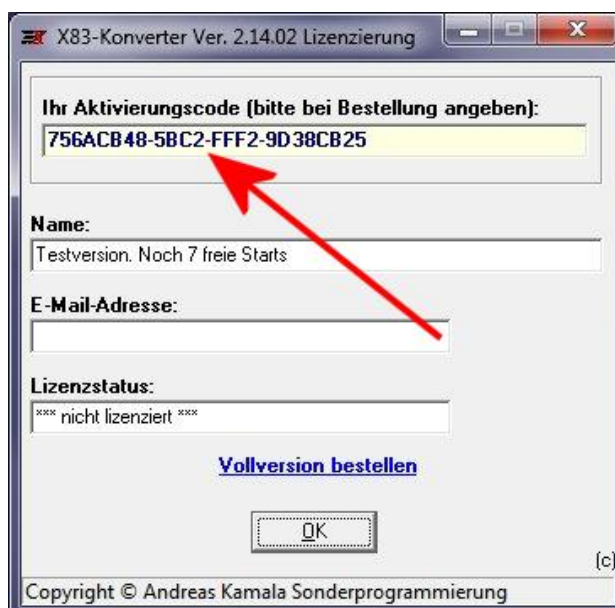 X83-Konverter Ver. 2.14.02 Lizenzierung
Ihr Aktivierungscode (bitte bei Bestellung angeben):
756ACB48-5BC2-FFF2-9D38CB25
Name:
Testversion. Noch 7 freie Starts
E-Mail-Adresse:
Lizenzstatus:
*** nicht lizenziert ***
Vollversion bestellen
OK
(c)
Copyright © Andreas Kamala Sonderprogrammierung